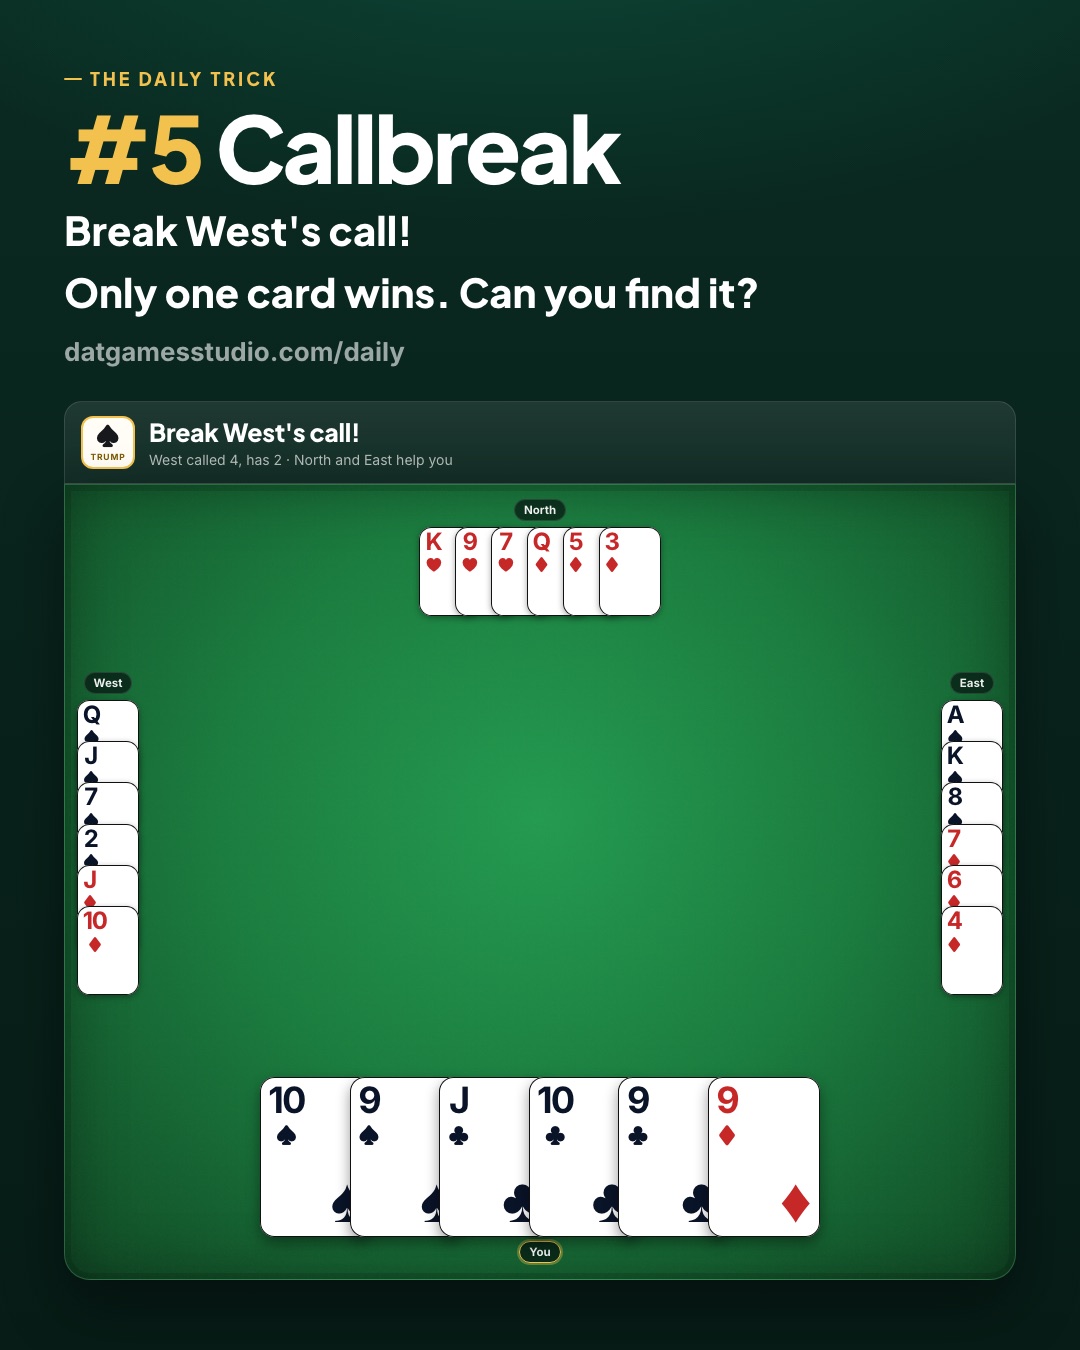 — THE DAILY TRICK
#5 Callbreak
Break West's call!
Only one card wins. Can you find it?
datgamesstudio.com/daily
TRUMP
Break West's call!
West called 4, has 2 · North and East help you
North
K 9 7 Q 5 3
West
Q
J
7
2
J
10
East
A
K
8
7
6
4
10 9 J 10 9 9
You